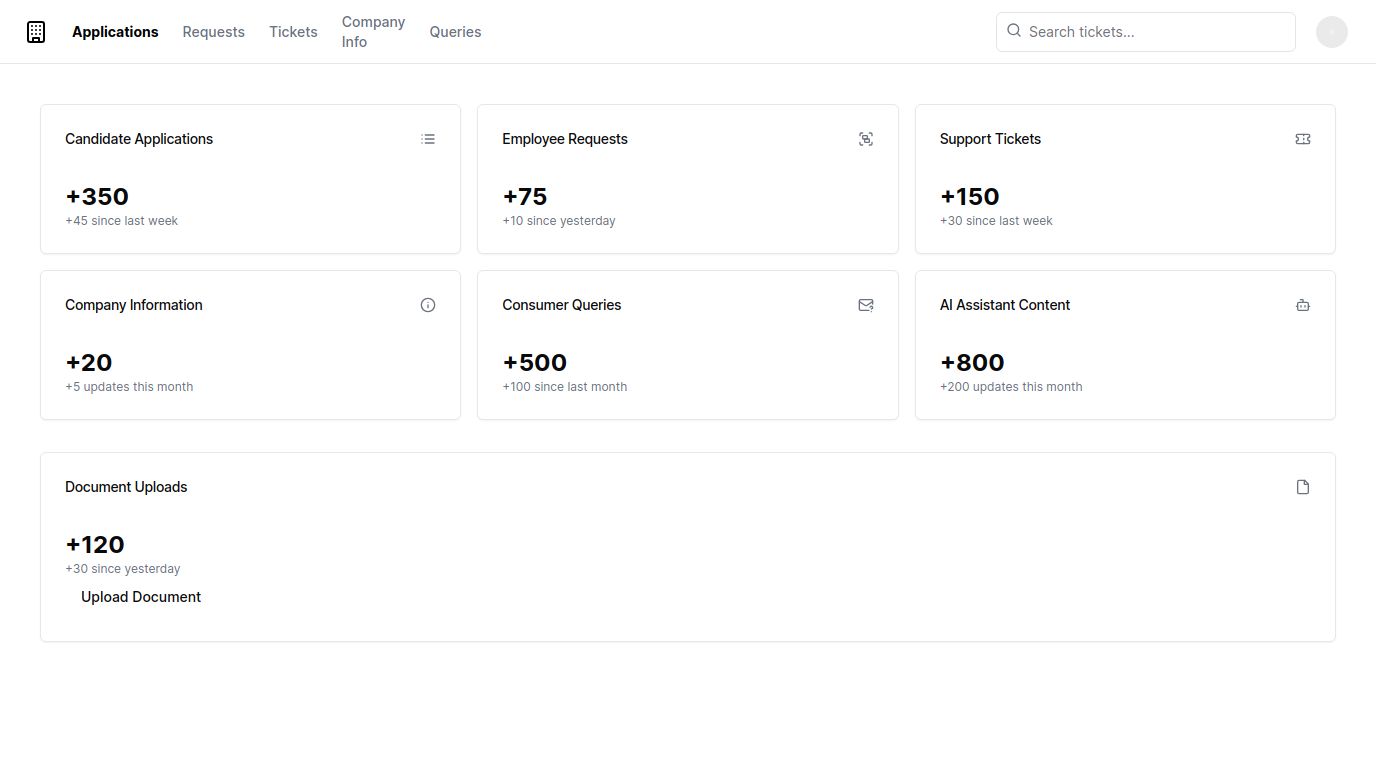 Applications
Requests
Tickets
Company
Info
Queries
Search tickets...
Candidate Applications
+350
+45 since last week
Employee Requests
+75
+10 since yesterday
Support Tickets
+150
+30 since last week
Company Information
+20
+5 updates this month
Consumer Queries
+500
+100 since last month
AI Assistant Content
+800
+200 updates this month
Document Uploads
+120
+30 since yesterday
Upload Document